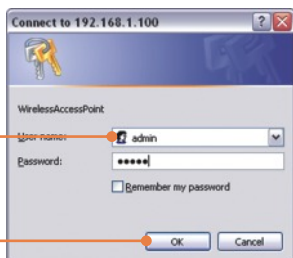 Connect to 192.168.1.100
WirelessAccessPoint
User name:
admin
Password:
•••••
Remember my password
OK
Cancel